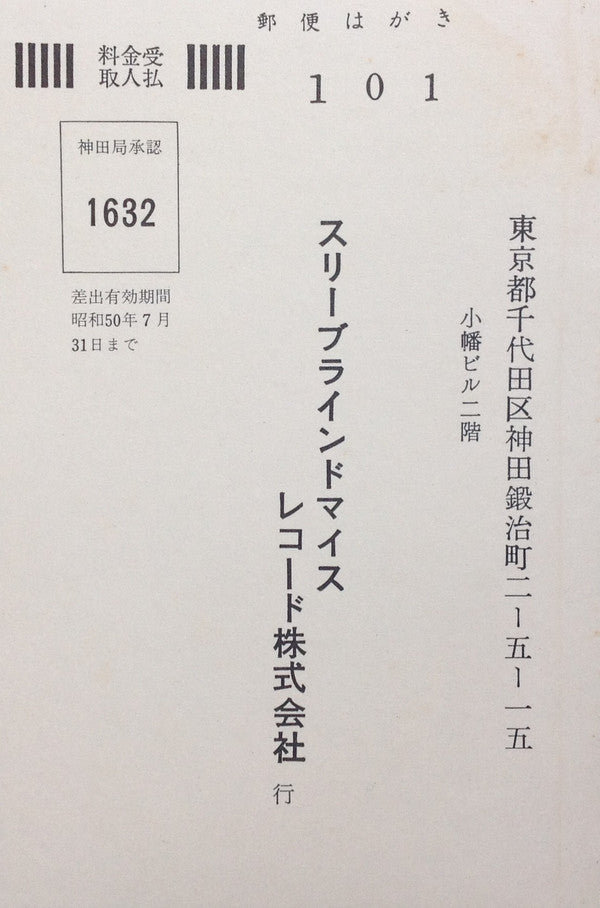 郵便はがき
料金受
取人払
101
神田局承認
1632
差出有効期間
昭和50年7月
31日まで
東京都千代田区神田鍛治町二ー五ー一五
小幡ビル二階
スリーブラインドマイス
レコード株式会社 行